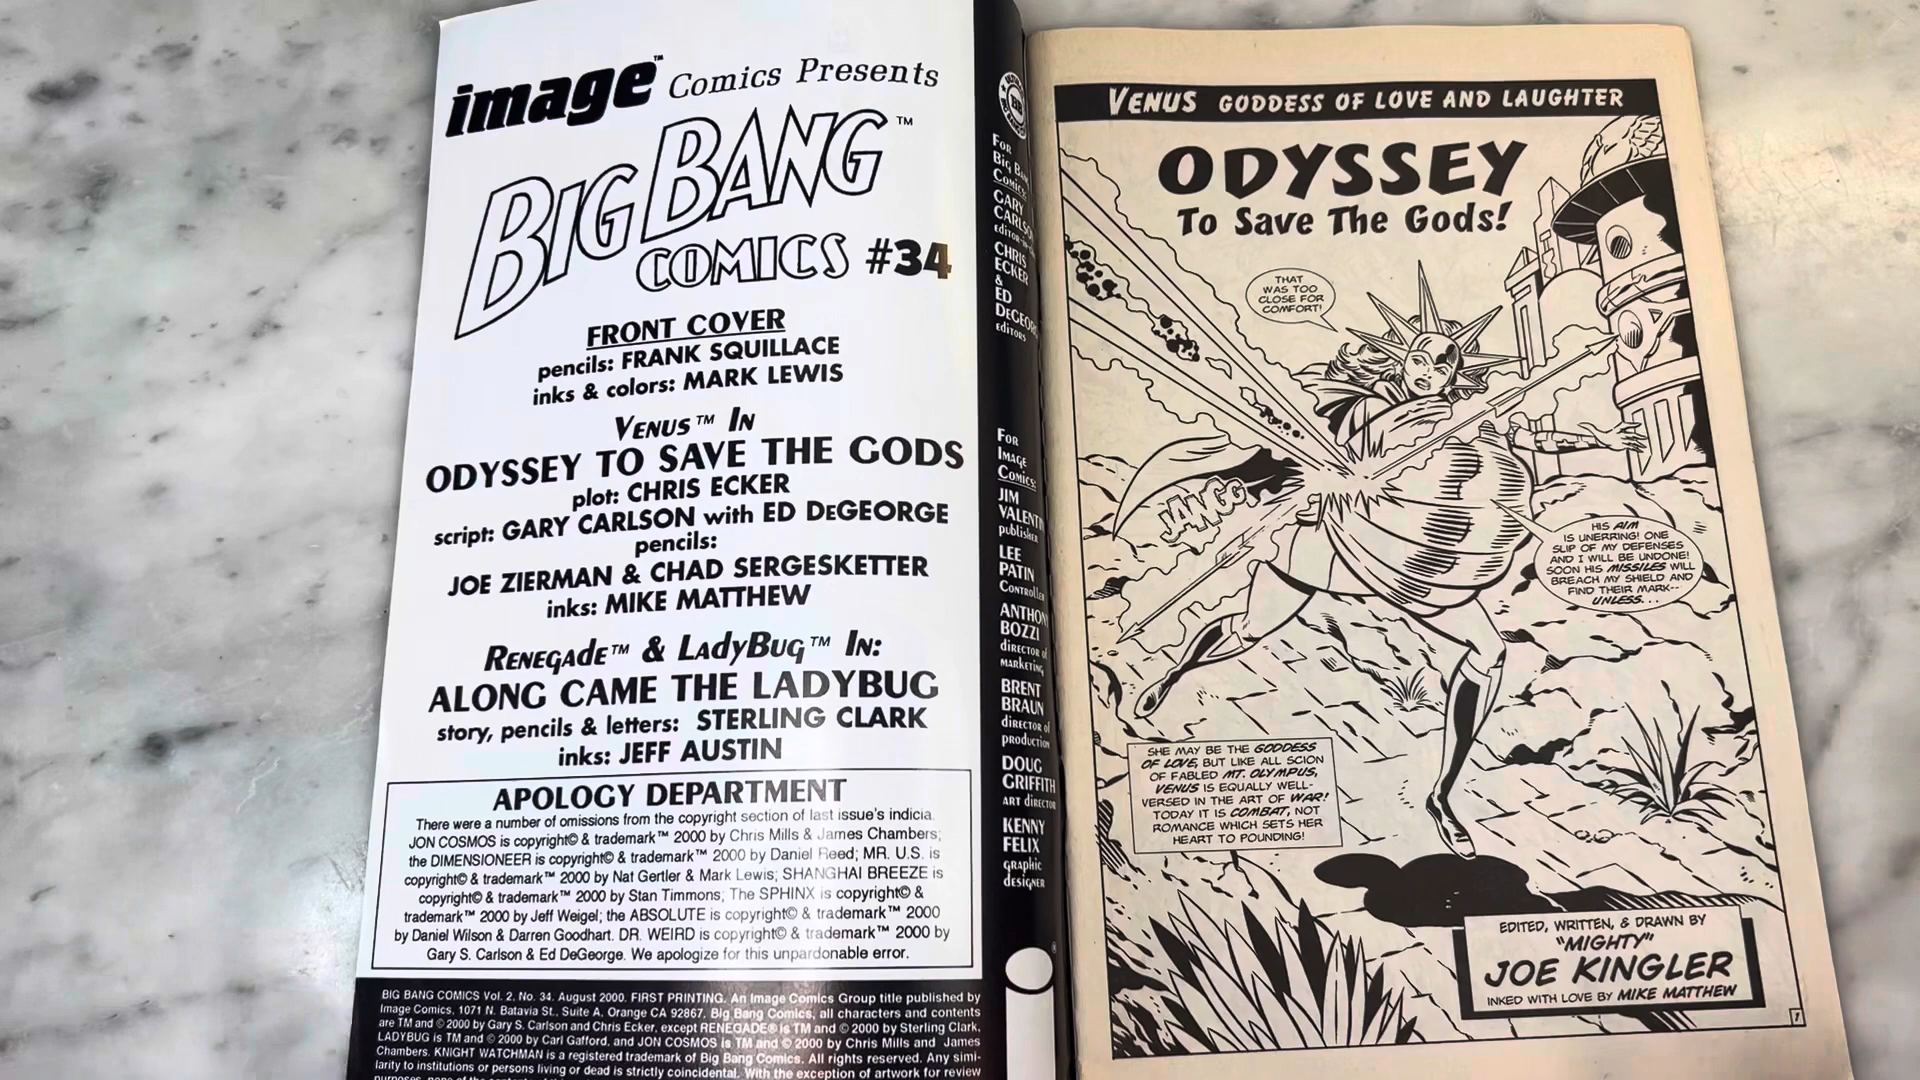 image™ Comics Presents
BIG BANG™
COMICS #34
FRONT COVER
pencils: FRANK SQUILLACE
inks & colors: MARK LEWIS
VENUS™ IN
ODYSSEY TO SAVE THE GODS
plot: CHRIS ECKER
script: GARY CARLSON with ED DEGEORGE
pencils:
JOE ZIERMAN & CHAD SERGESKETTER
inks: MIKE MATTHEW
RENEGADE™ & LADYBUG™ IN:
ALONG CAME THE LADYBUG
story, pencils & letters: STERLING CLARK
inks: JEFF AUSTIN
APOLOGY DEPARTMENT
There were a number of omissions from the copyright section of last issue's indicia.
JON COSMOS is copyright© & trademark™ 2000 by Chris Mills & James Chambers;
the DIMENSIONEER is copyright© & trademark™ 2000 by Daniel Reed; MR. U.S. is
copyright© & trademark™ 2000 by Nat Gertler & Mark Lewis; SHANGHAI BREEZE is
copyright© & trademark™ 2000 by Stan Timmons; The SPHINX is copyright© &
trademark™ 2000 by Jeff Weigel; the ABSOLUTE is copyright© & trademark™ 2000
by Daniel Wilson & Darren Goodhart. DR. WEIRD is copyright© & trademark™ 2000 by
Gary S. Carlson & Ed DeGeorge. We apologize for this unpardonable error.
BIG BANG COMICS Vol. 2, No. 34. August 2000. FIRST PRINTING. An Image Comics Group title published by
Image Comics, 1071 N. Batavia St., Suite A, Orange CA 92867. Big Bang Comics, all characters and contents
are TM and © 2000 by Gary S. Carlson and Chris Ecker, except RENEGADE® is TM and © 2000 by Sterling Clark,
LADYBUG is TM and © 2000 by Carl Gafford, and JON COSMOS is TM and © 2000 by Chris Mills and James
Chambers. KNIGHT WATCHMAN is a registered trademark of Big Bang Comics. All rights reserved. Any simi-
larity to institutions or persons living or dead is strictly coincidental. With the exception of artwork for review
BB
FOR
BIG BAN
COMICS:
GARY
CARLSO
EDITOR
CHRIS
ECKER
&
ED
DEGEOR
EDITORS
FOR
IMAGE
COMICS:
JIM
VALENTI
publisher
LEE
PATIN
CONTROLLE
ANTHON
BOZZI
DIRECTOR of
MARKETING
BRENT
BRAUN
director of
production
DOUG
GRIFFITH
ART DIRECTOR
KENNY
FELIX
graphic
designer
VENUS GODDESS OF LOVE AND LAUGHTER
ODYSSEY
To Save The Gods!
THAT
WAS TOO
CLOSE FOR
COMFORT!
JANGG
HIS AIM
IS UNERRING! ONE
SLIP OF MY DEFENSES
AND I WILL BE UNDONE!
SOON HIS MISSILES WILL
BREACH MY SHIELD AND
FIND THEIR MARK--
UNLESS...
SHE MAY BE THE GODDESS
OF LOVE, BUT LIKE ALL SCION
OF FABLED MT. OLYMPUS,
VENUS IS EQUALLY WELL-
VERSED IN THE ART OF WAR!
TODAY IT IS COMBAT, NOT
ROMANCE WHICH SETS HER
HEART TO POUNDING!
EDITED, WRITTEN, & DRAWN BY
"MIGHTY"
JOE KINGLER
INKED WITH LOVE BY MIKE MATTHEW
1